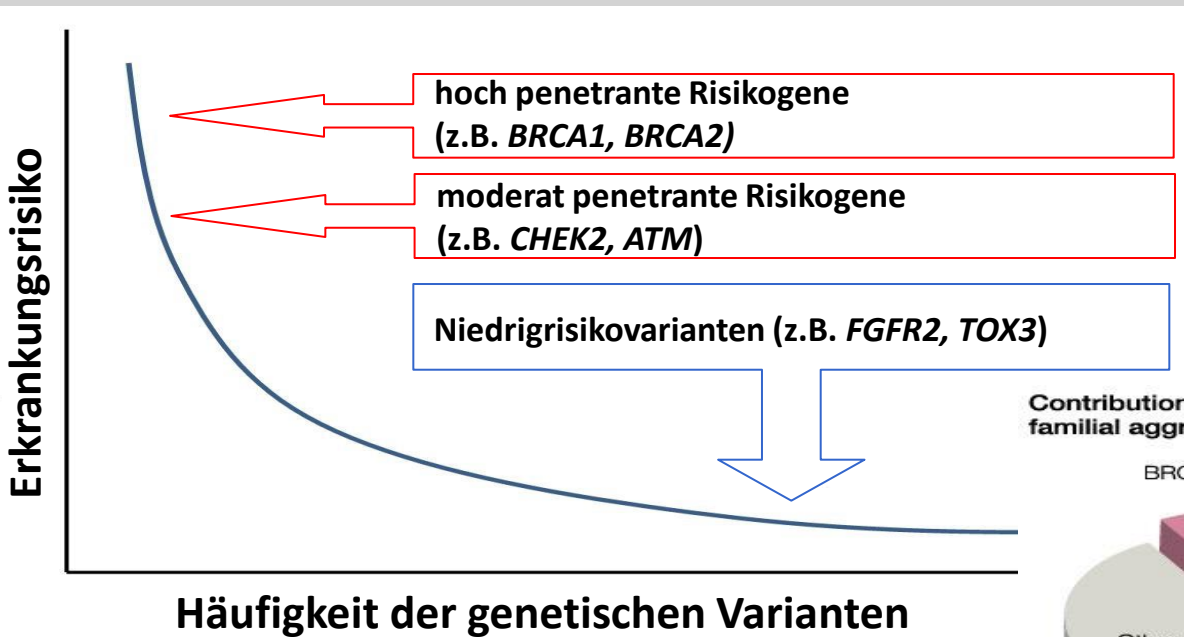 hoch penetrante Risikogene
(z.B. BRCA1, BRCA2)
moderat penetrante Risikogene
(z.B. CHEK2, ATM)
Niedrigrisikovarianten (z.B. FGFR2, TOX3)
Erkrankungsrisiko
Häufigkeit der genetischen Varianten
Contribution
familial aggr
BRC